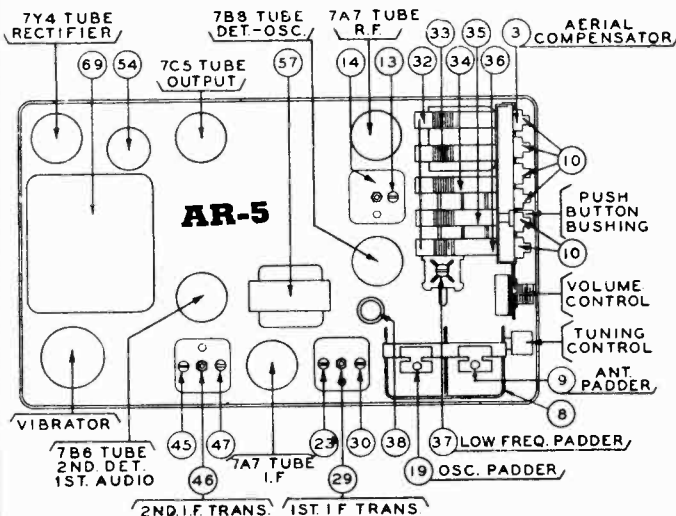 7Y4 TUBE
RECTIFIER
69
54
7C5 TUBE
OUTPUT
7B8 TUBE
DET.-OSC.
57
7A7 TUBE
R.F.
14
13
32
33
34
35
36
3
AERIAL
COMPENSATOR
10
PUSH
BUTTON
BUSHING
10
VOLUME
CONTROL
TUNING
CONTROL
9
ANT.
PADDER
8
AR-5
VIBRATOR
7B6 TUBE
2ND. DET.
1ST. AUDIO
45
46
47
2ND. I.F. TRANS.
7A7 TUBE
I.F
23
29
30
1ST. I F TRANS.
38
37
LOW FREQ. PADDER
19
OSC. PADDER